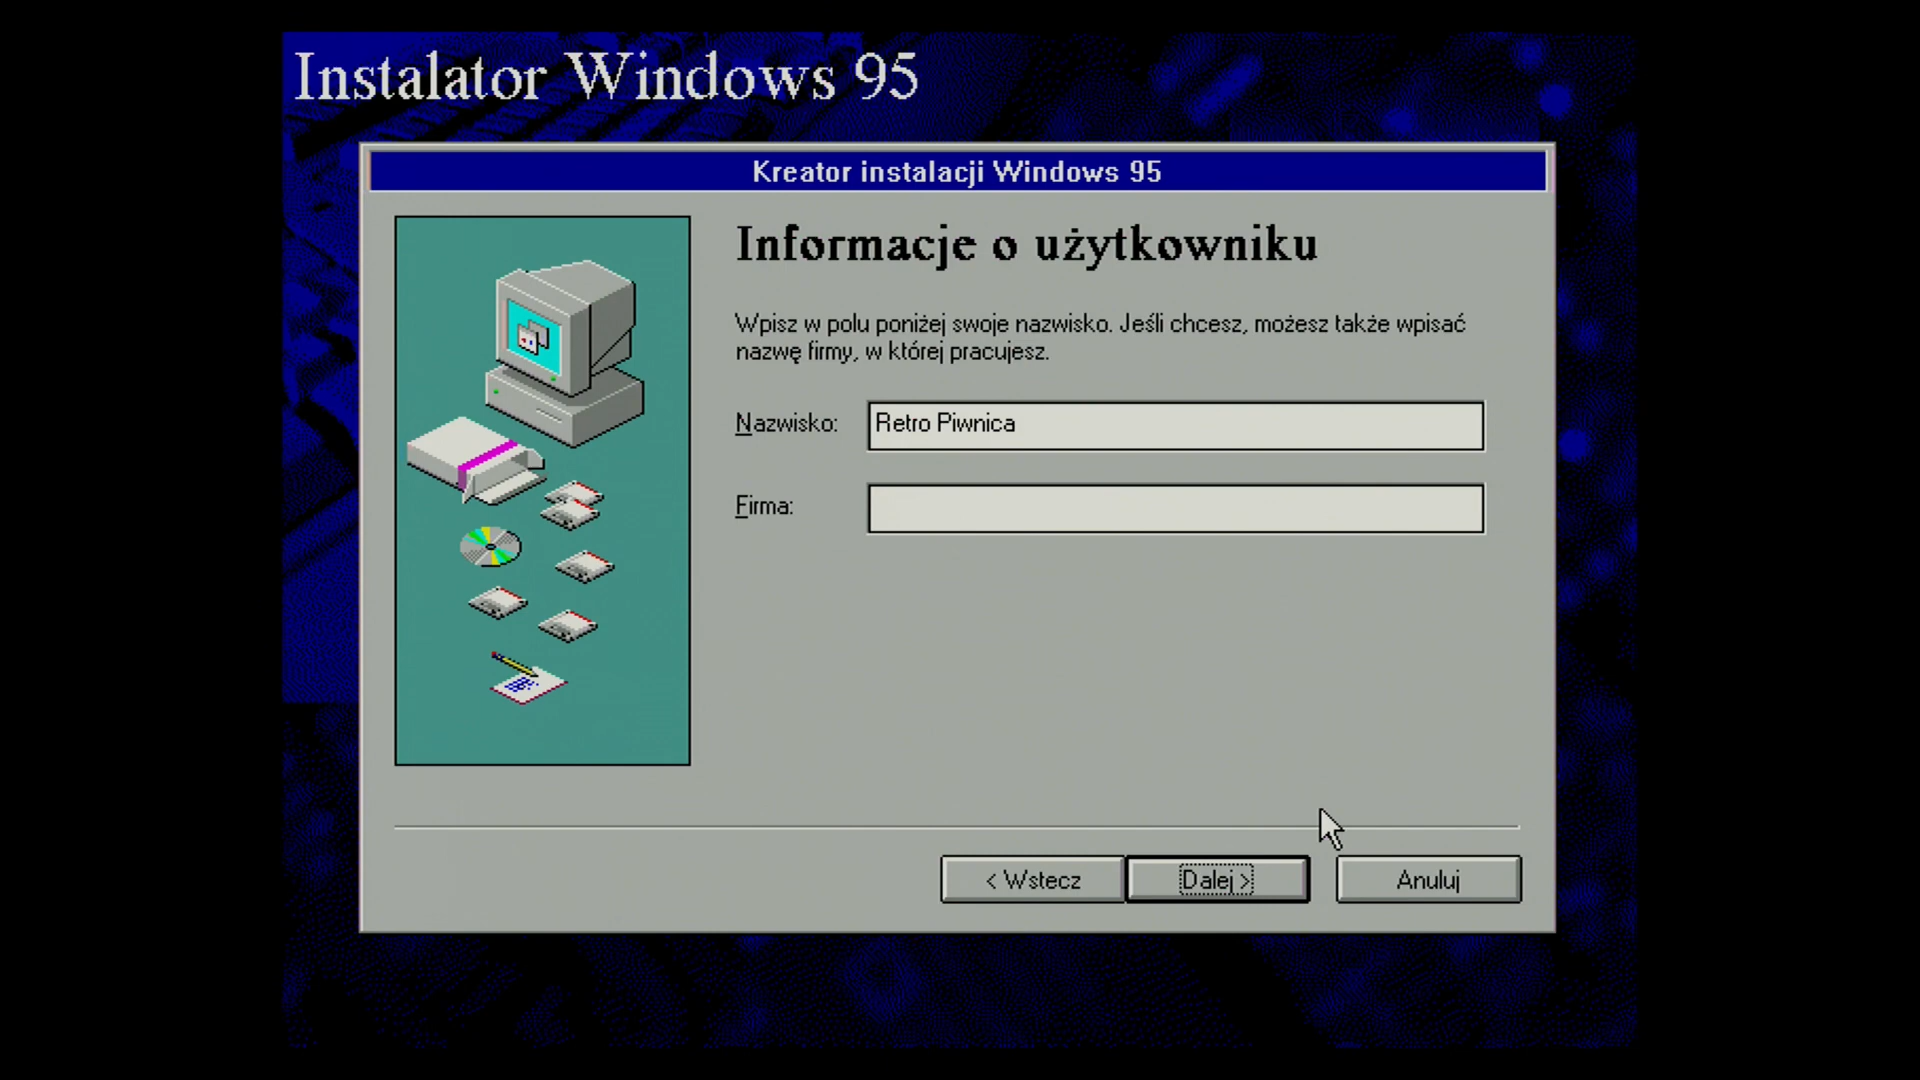 Instalator Windows 95
Kreator instalacji Windows 95
Informacje o użytkowniku
Wpisz w polu poniżej swoje nazwisko. Jeśli chcesz, możesz także wpisać
nazwę firmy, w której pracujesz.
Nazwisko: Retro Piwnica
Firma:
< Wstecz Dalej > Anuluj